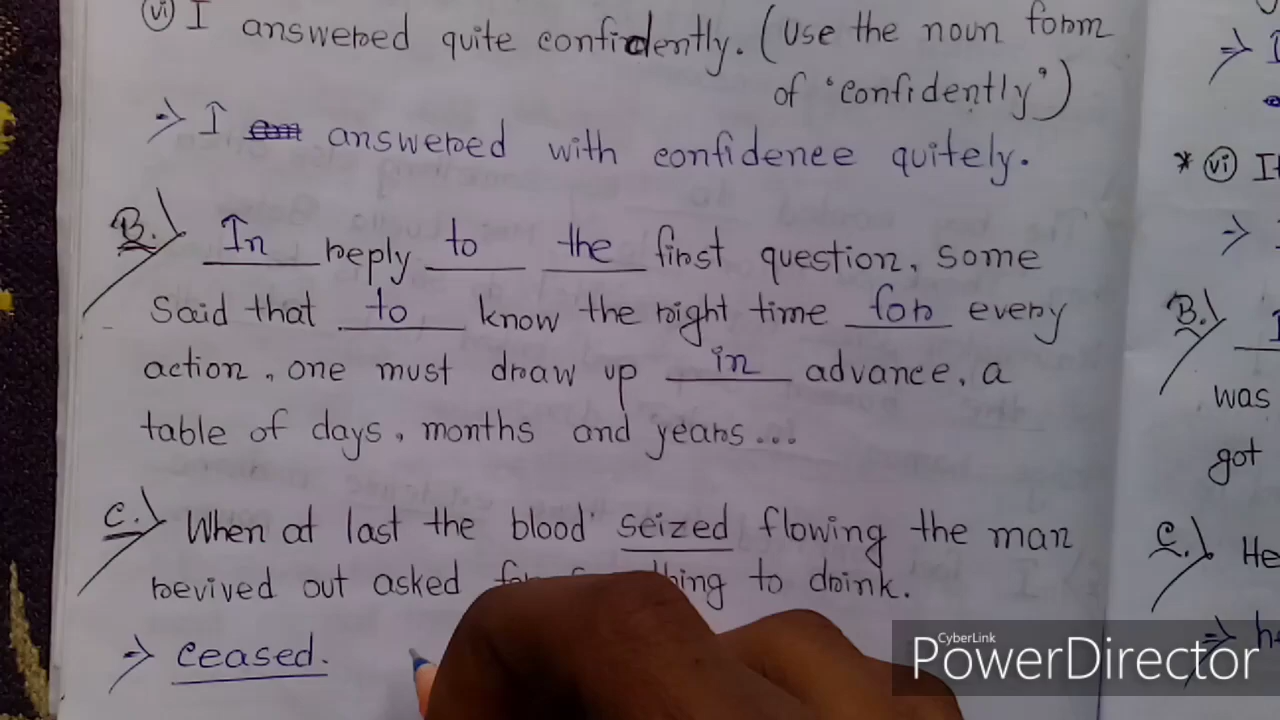 (vi) I answered quite confidently. (Use the noun form
of 'confidently')
⇒ I answered with confidence quitely.
B.) In reply to the first question, some
Said that to know the right time for every
action, one must draw up in advance, a
table of days, months and years...
C.) When at last the blood seized flowing the man
revived out asked to drink.
⇒ ceased.
⇒ I
* (vi) It
⇒
B.)
was
got
C.) He
⇒ h
CyberLink
PowerDirector